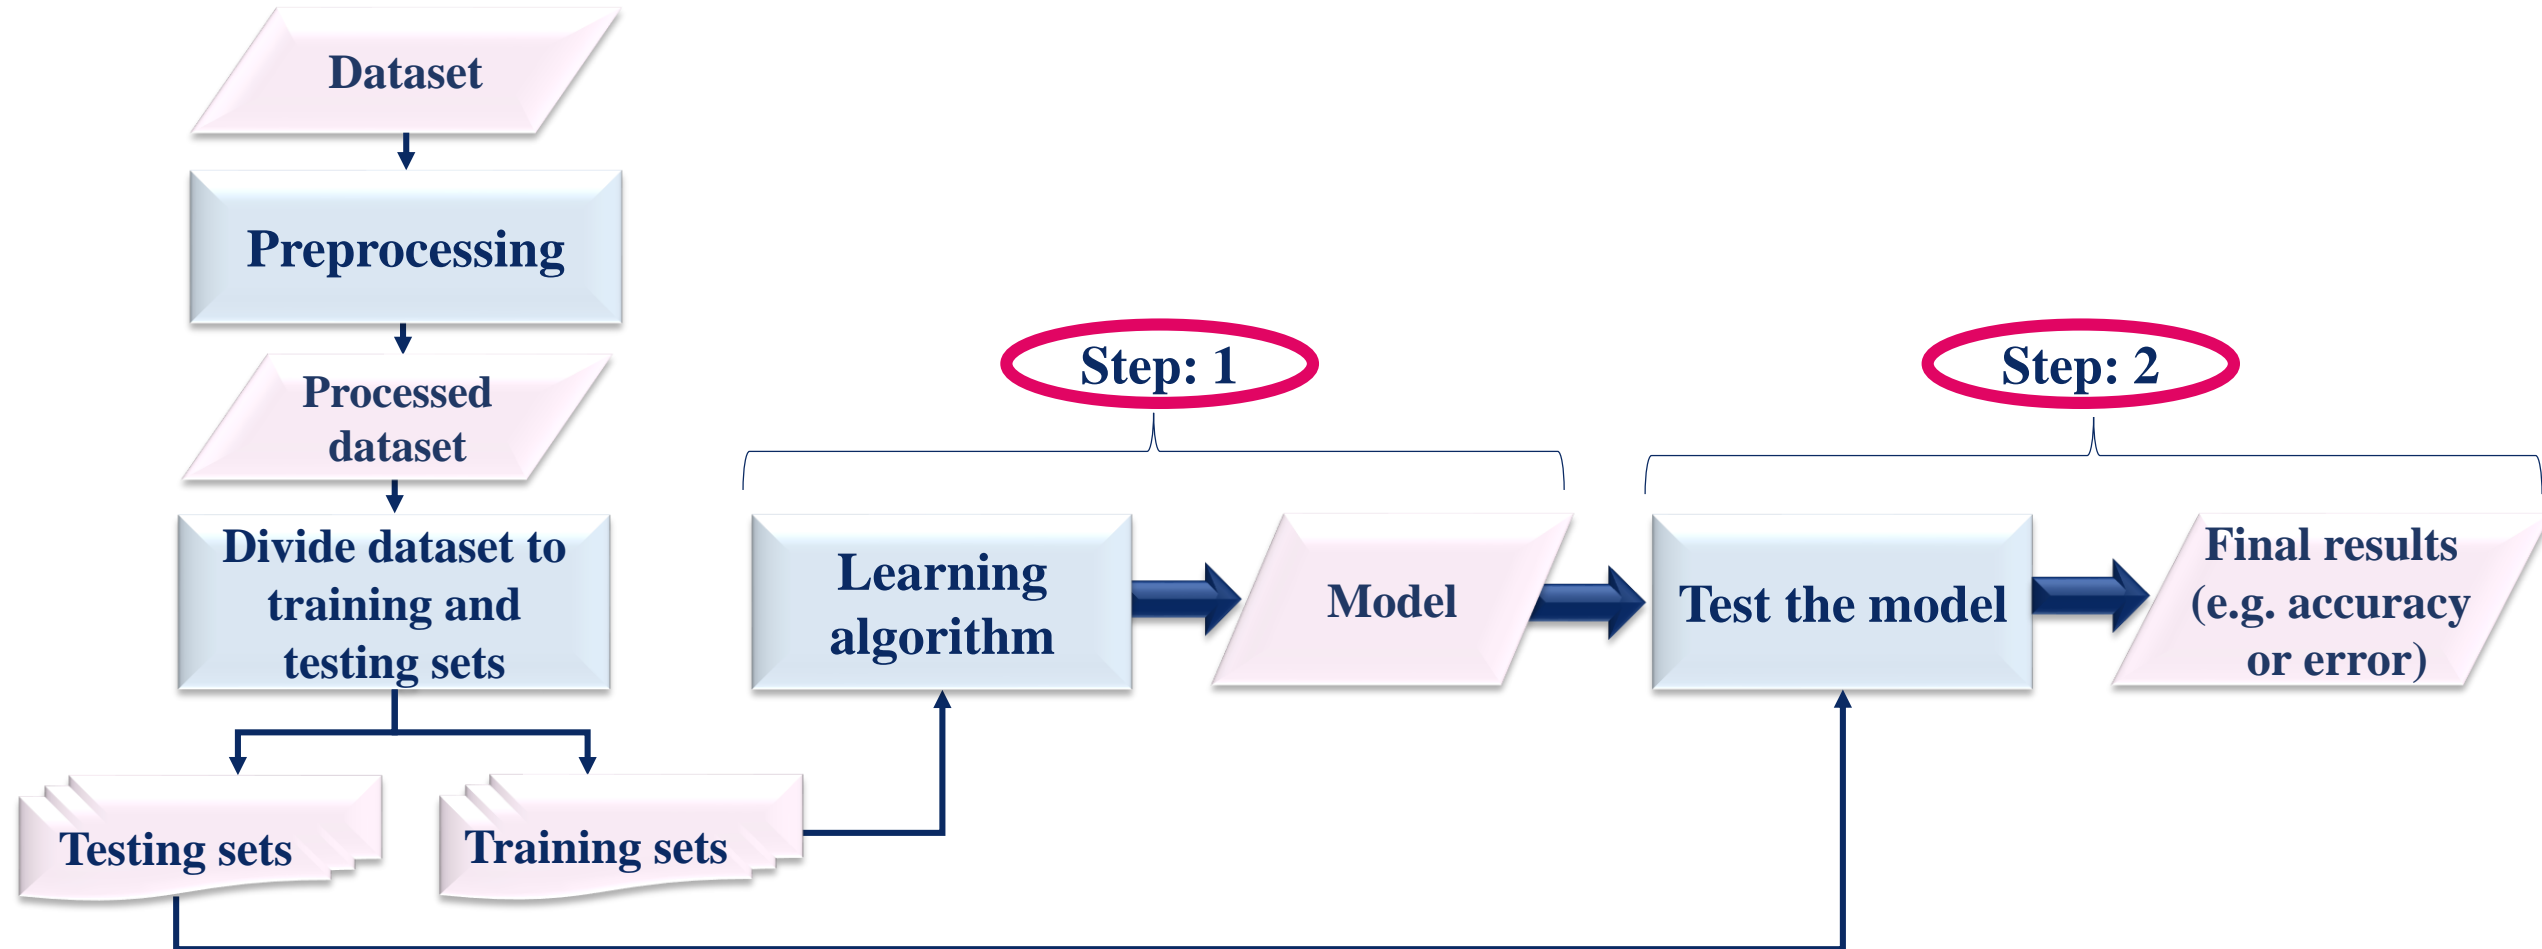 Dataset
Preprocessing
Processed
dataset
Divide dataset to
training and
testing sets
Testing sets
Training sets
Step: 1
Learning
algorithm
Model
Step: 2
Test the model
Final results
(e.g. accuracy
or error)